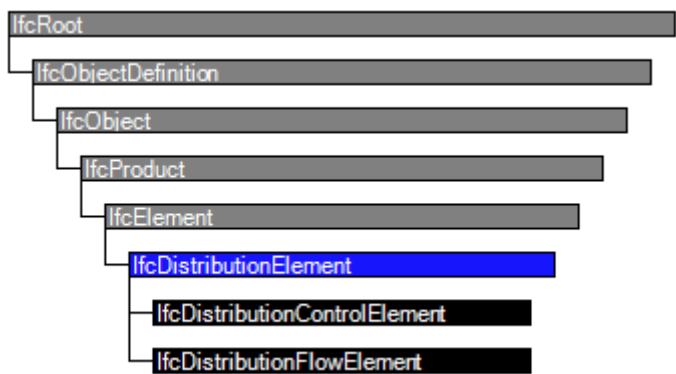 IfcRoot
IfcObjectDefinition
IfcObject
IfcProduct
IfcElement
IfcDistributionElement
IfcDistributionControlElement
IfcDistributionFlowElement